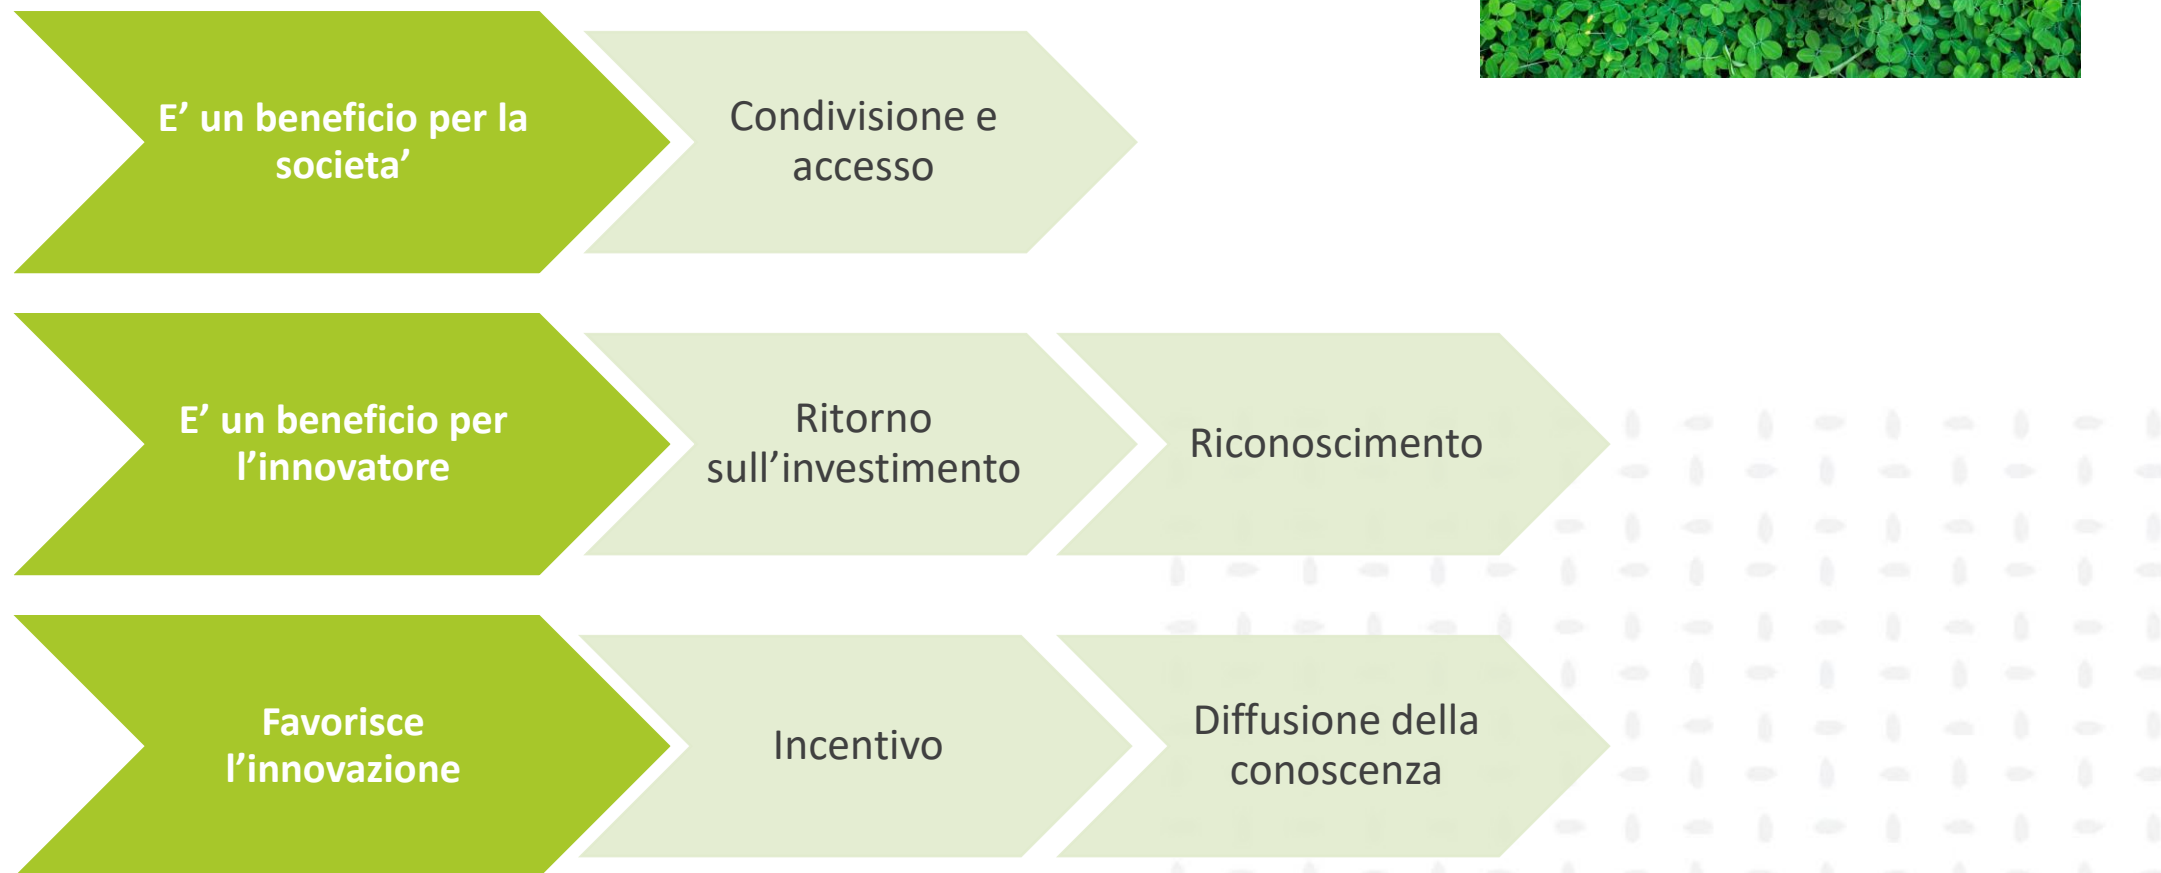 E’ un beneficio per la
societa’
Condivisione e
accesso
E’ un beneficio per
l’innovatore
Ritorno
sull’investimento
Riconoscimento
Favorisce
l’innovazione
Incentivo
Diffusione della
conoscenza